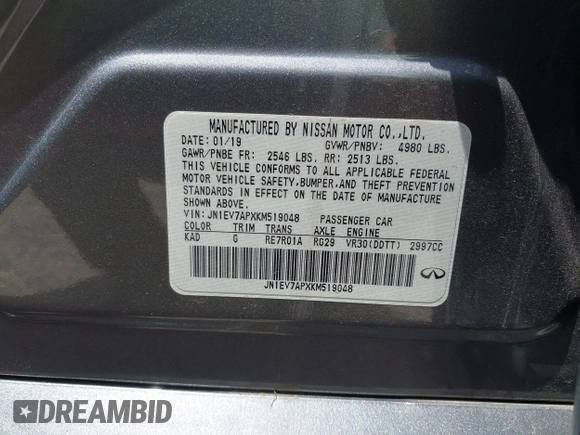 MANUFACTURED BY NISSAN MOTOR CO.,LTD.
DATE: 01/19 GVWR/PNBV: 4980 LBS.
GAWR/PNBE FR: 2546 LBS. RR: 2513 LBS.
THIS VEHICLE CONFORMS TO ALL APPLICABLE FEDERAL
MOTOR VEHICLE SAFETY,BUMPER,AND THEFT PREVENTION
STANDARDS IN EFFECT ON THE DATE OF MANUFACTURE
SHOWN ABOVE.
VIN: JN1EV7APXKM519048 PASSENGER CAR
COLOR TRIM TRANS AXLE ENGINE
KAD G RE7R01A RG29 VR30(DDTT) 2997CC
JN1EV7APXKM519048
INFINITI
DREAMBID